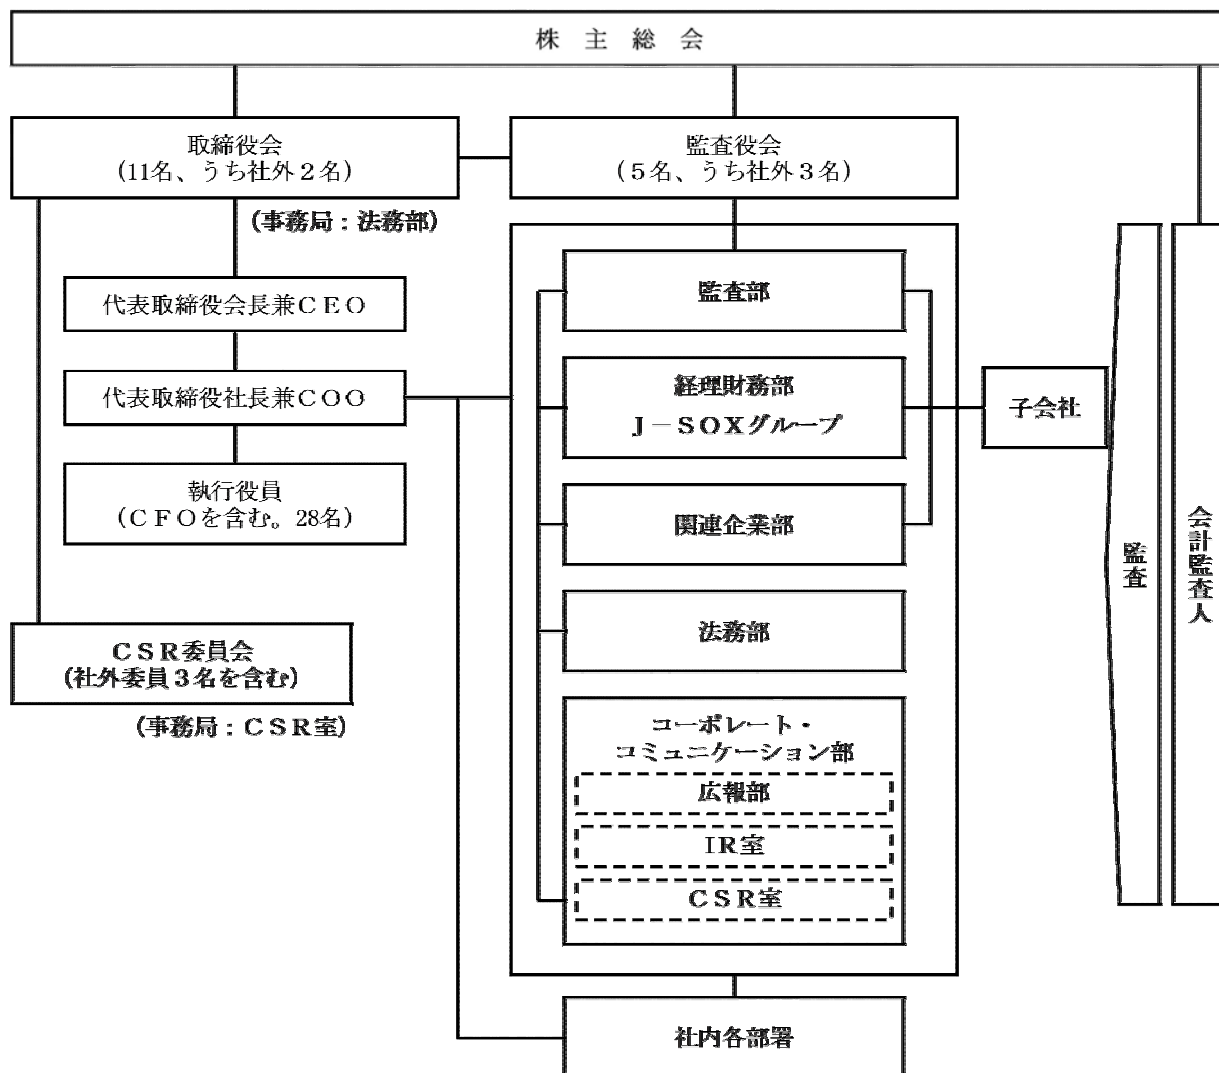 株 主 総 会
取締役会
(11名、うち社外２名)
監査役会
(５名、うち社外３名)
(事務局：法務部)
代表取締役会長兼ＣＥＯ
代表取締役社長兼ＣＯＯ
執行役員
(ＣＦＯを含む。28名)
ＣＳＲ委員会
(社外委員３名を含む)
(事務局：ＣＳＲ室)
監査部
経理財務部
Ｊ－ＳＯＸグループ
関連企業部
法務部
コーポレート・
コミュニケーション部
広報部
IR室
ＣＳＲ室
社内各部署
子会社
監査
会計監査人